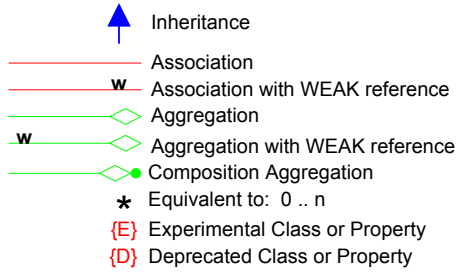 Inheritance
Association
w Association with WEAK reference
Aggregation
w Aggregation with WEAK reference
Composition Aggregation
* Equivalent to: 0 .. n
{E} Experimental Class or Property
{D} Deprecated Class or Property